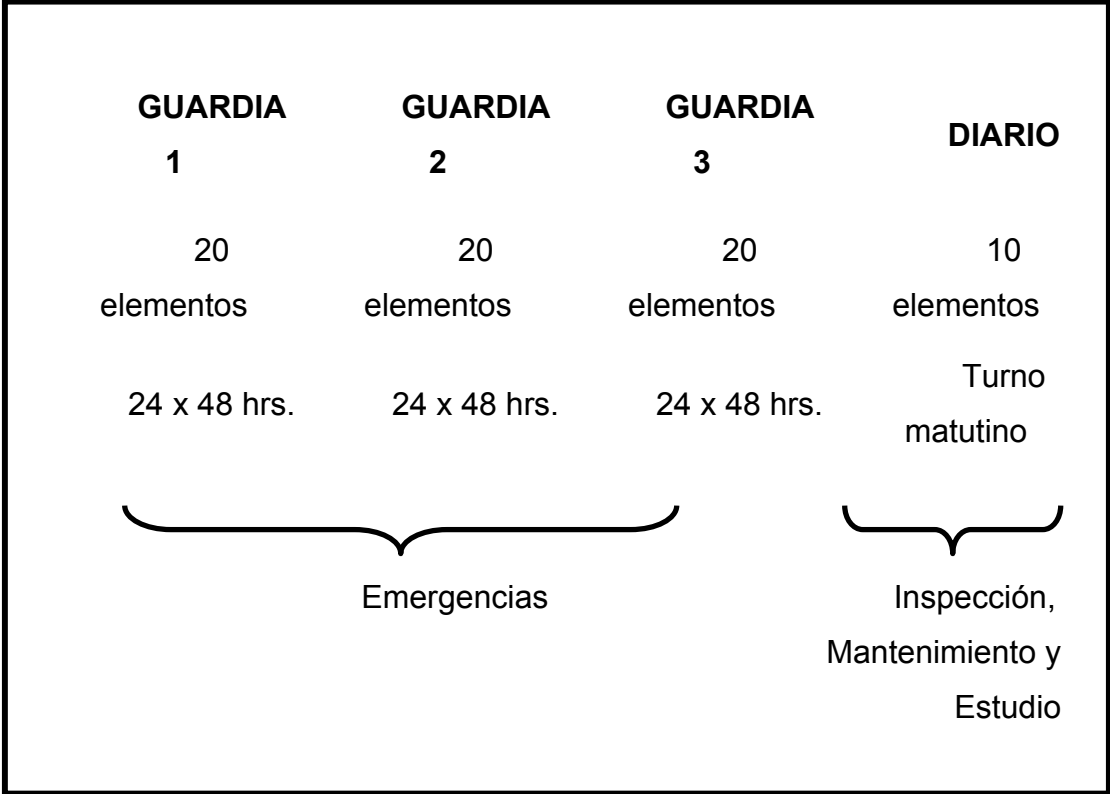 GUARDIA GUARDIA GUARDIA DIARIO
1 2 3
20 20 20 10
elementos elementos elementos elementos
24 x 48 hrs. 24 x 48 hrs. 24 x 48 hrs. Turno
matutino
Emergencias Inspección,
Mantenimiento y
Estudio